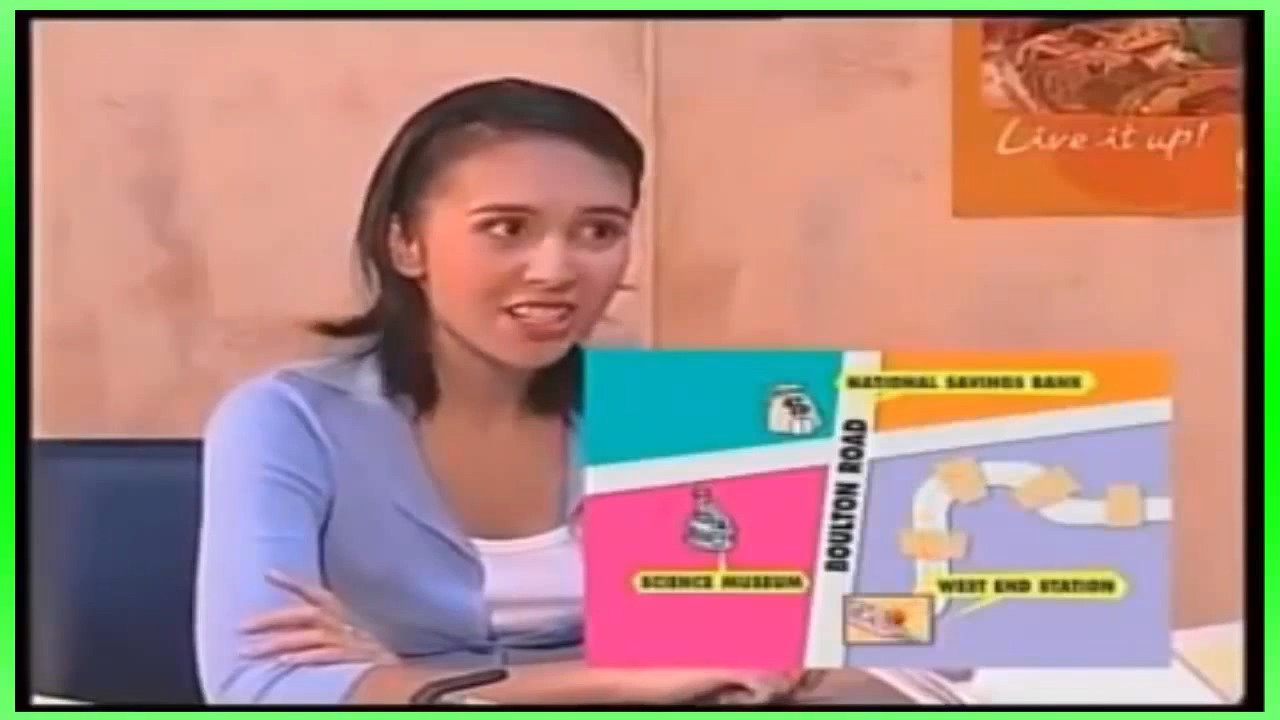 Live it up!
NATIONAL SAVINGS BANK
BOULTON ROAD
SCIENCE MUSEUM
WEST END STATION